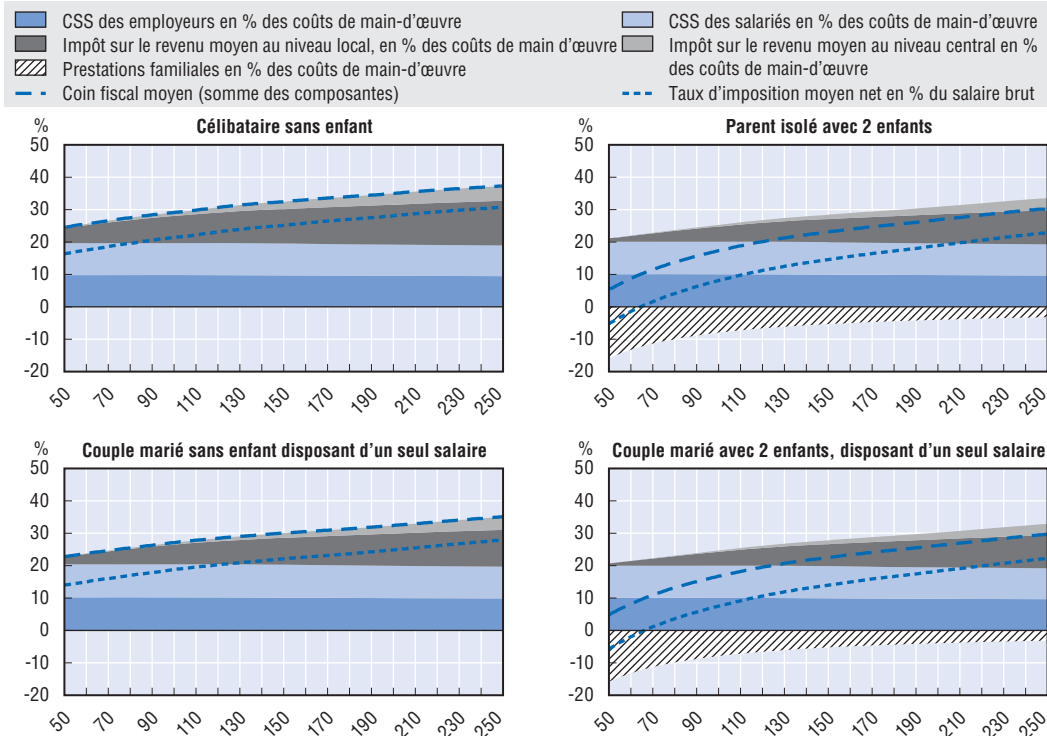 CSS des employeurs en % des coûts de main-d'œuvre
CSS des salariés en % des coûts de main-d'œuvre
Impôt sur le revenu moyen au niveau local, en % des coûts de main d'œuvre
Impôt sur le revenu moyen au niveau central en %
des coûts de main-d'œuvre
Prestations familiales en % des coûts de main-d'œuvre
Coin fiscal moyen (somme des composantes)
Taux d'imposition moyen net en % du salaire brut
%
Célibataire sans enfant
50
40
30
20
10
0
-10
-20
50 70 90 110 130 150 170 190 210 230 250
%
Parent isolé avec 2 enfants
50
40
30
20
10
0
-10
-20
50 70 90 110 130 150 170 190 210 230 250
%
Couple marié sans enfant disposant d'un seul salaire
50
40
30
20
10
0
-10
-20
50 70 90 110 130 150 170 190 210 230 250
%
Couple marié avec 2 enfants, disposant d'un seul salaire
50
40
30
20
10
0
-10
-20
50 70 90 110 130 150 170 190 210 230 250